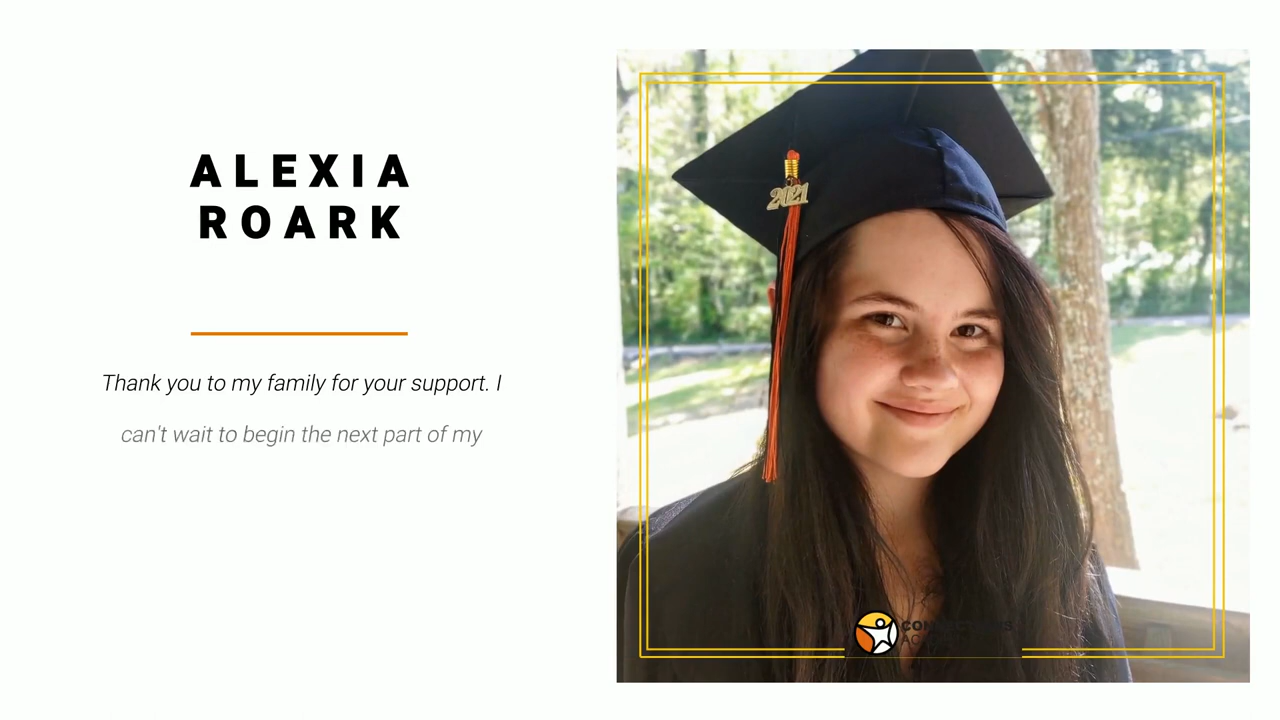 ALEXIA
ROARK
Thank you to my family for your support. I
can't wait to begin the next part of my
2021